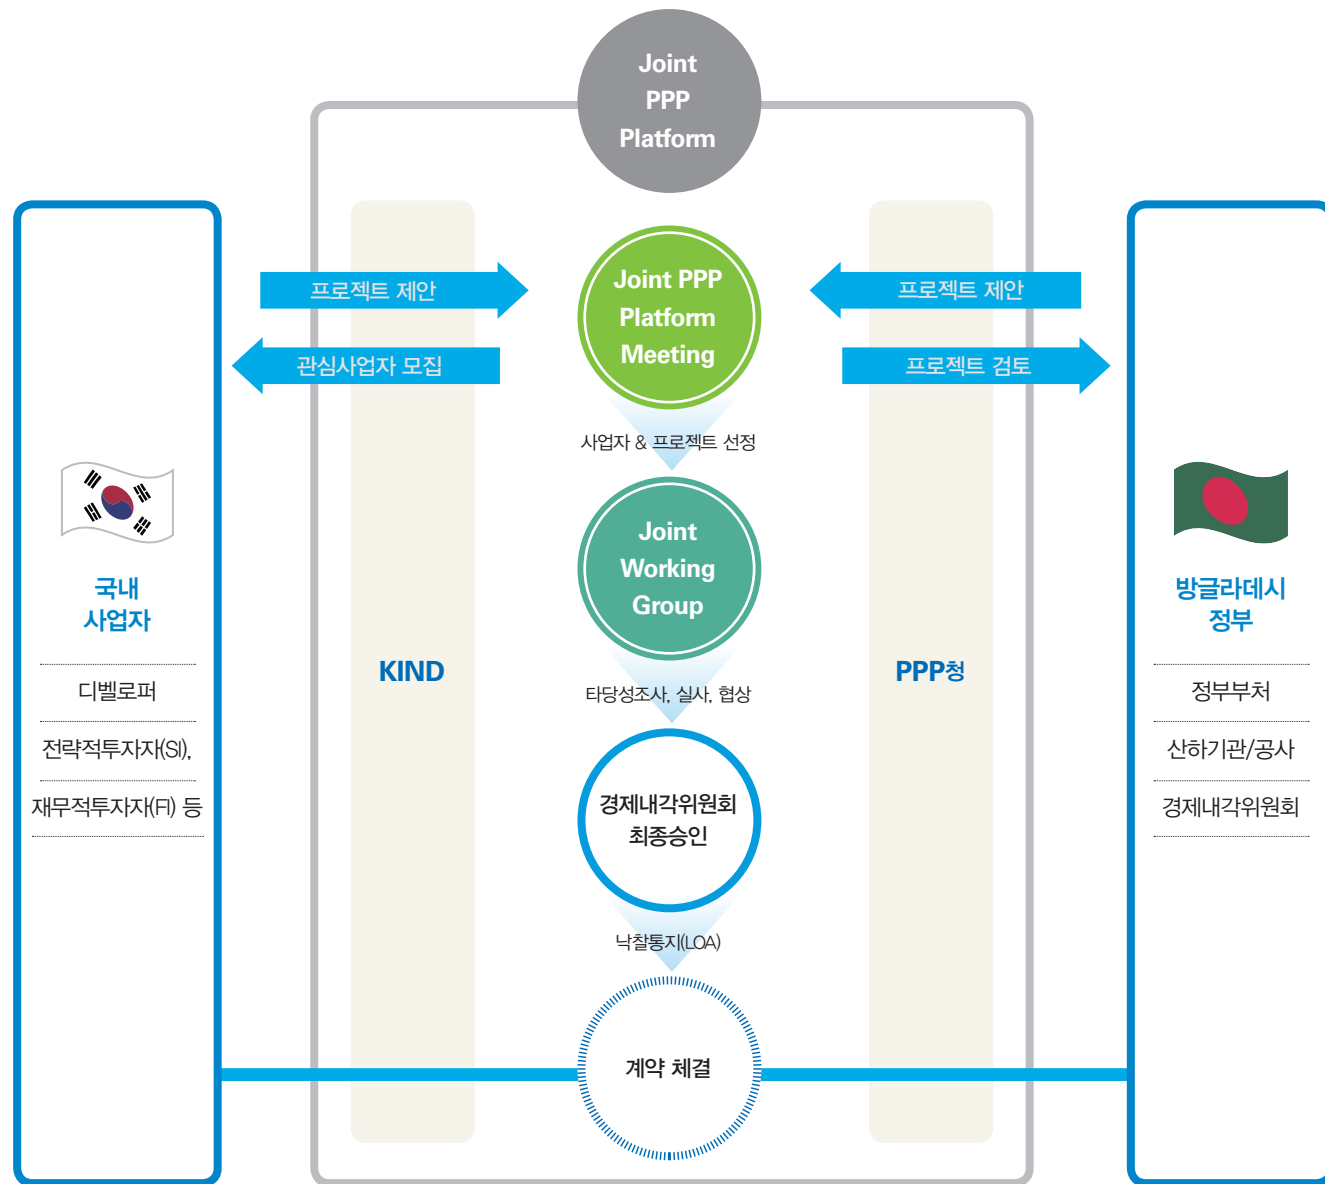 Joint
PPP
Platform
프로젝트 제안
관심사업자 모집
국내
사업자
디벨로퍼
전략적투자자(SI),
재무적투자자(FI) 등
KIND
Joint PPP
Platform
Meeting
사업자 & 프로젝트 선정
Joint
Working
Group
타당성조사, 실사, 협상
경제내각위원회
최종승인
낙찰통지(LOA)
계약 체결
PPP청
프로젝트 제안
프로젝트 검토
방글라데시
정부
정부부처
산하기관/공사
경제내각위원회